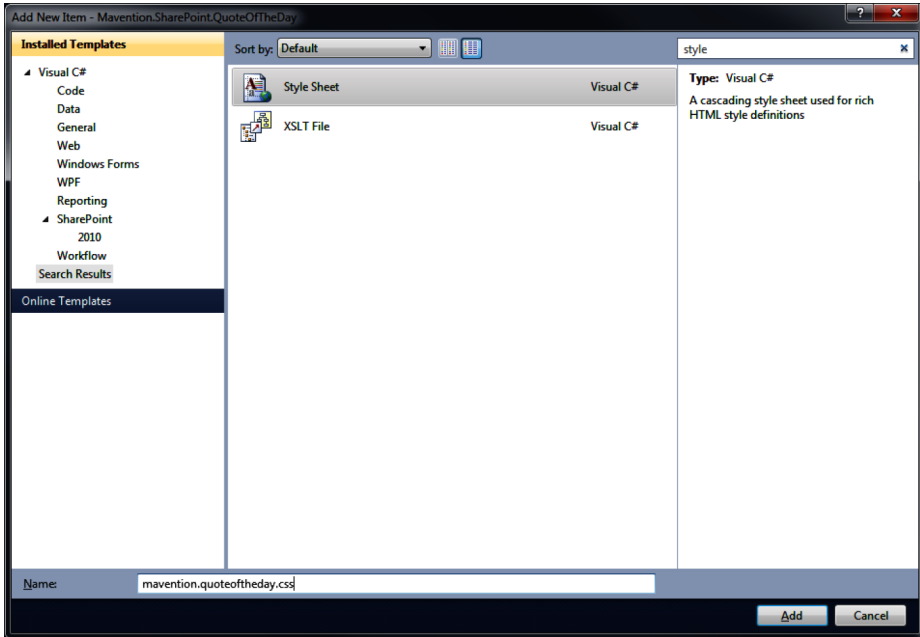 Add New Item - Mavention.SharePoint.QuoteOfTheDay
?
Installed Templates
Sort by: Default
style
Visual C#
Code
Data
General
Web
Windows Forms
WPF
Reporting
SharePoint
2010
Workflow
Search Results
Online Templates
Style Sheet Visual C#
XSLT File Visual C#
Type: Visual C#
A cascading style sheet used for rich
HTML style definitions
Name: mavention.quoteoftheday.css
Add Cancel